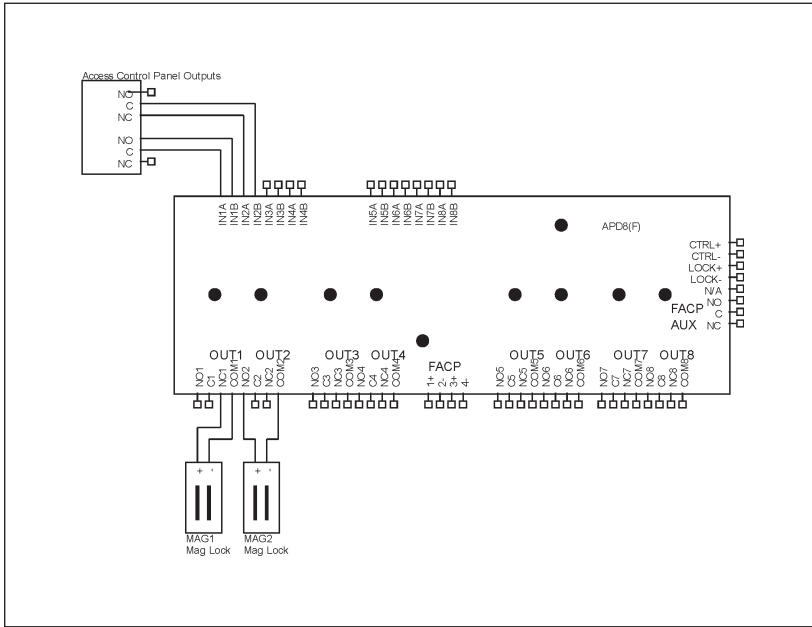 Access Control Panel Outputs
NO
C
NC
NO
C
NC
IN1A
IN1B
IN2A
IN2B
IN3A
IN3B
IN4A
IN4B
IN5A
IN5B
IN6A
IN6B
IN7A
IN7B
IN8A
IN8B
APD8(F)
CTRL+
CTRL-
LOCK+
LOCK-
N/A
NO
FACP C
AUX NC
OUT1 OUT2 OUT3 OUT4 FACP OUT5 OUT6 OUT7 OUT8
NO1
C1
NC1
COM1
NO2
C2
NC2
COM2
NO3
C3
NC3
COM3
NO4
C4
NC4
COM4
1+
2-
3+
4-
NO5
C5
NC5
COM5
NO6
C6
NC6
COM6
NO7
C7
NC7
COM7
NO8
C8
NC8
COM8
+ -
+ -
MAG1
Mag Lock
MAG2
Mag Lock